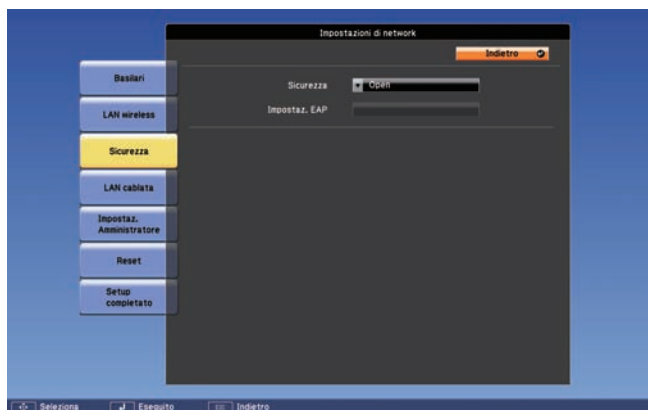 Impostazioni di network
Indietro
Basilari
LAN wireless
Sicurezza
LAN cablata
Impostaz.
Amministratore
Reset
Setup
completato
Sicurezza
Open
Impostaz. EAP
Seleziona
Eseguito
Indietro